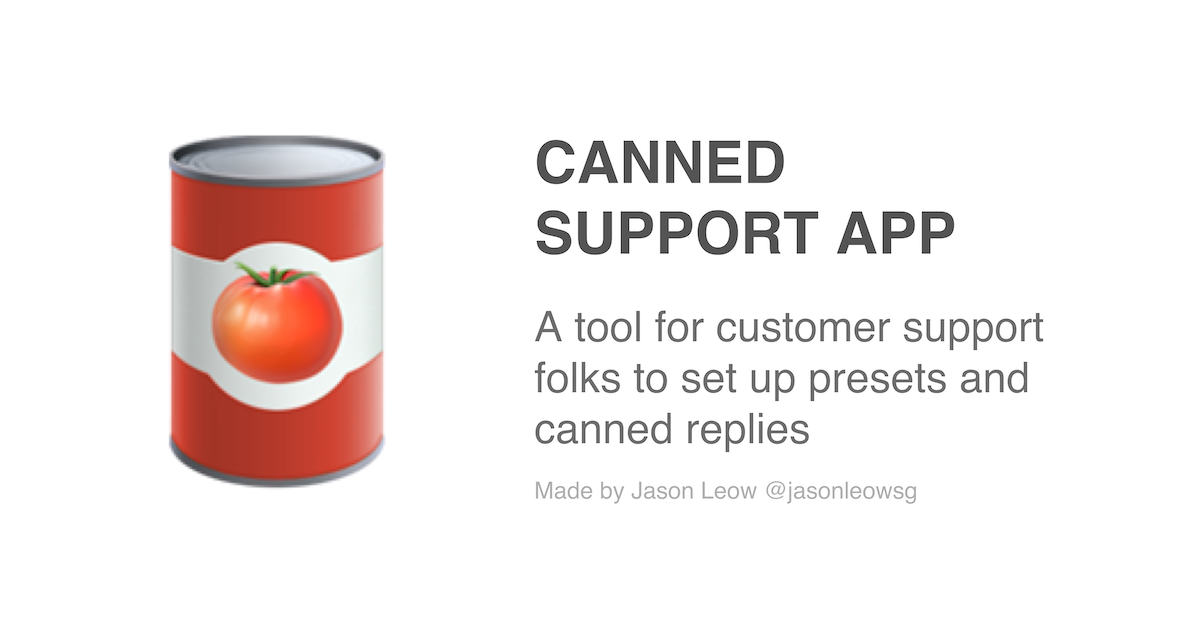 CANNED
SUPPORT APP
A tool for customer support
folks to set up presets and
canned replies
Made by Jason Leow @jasonleowsg